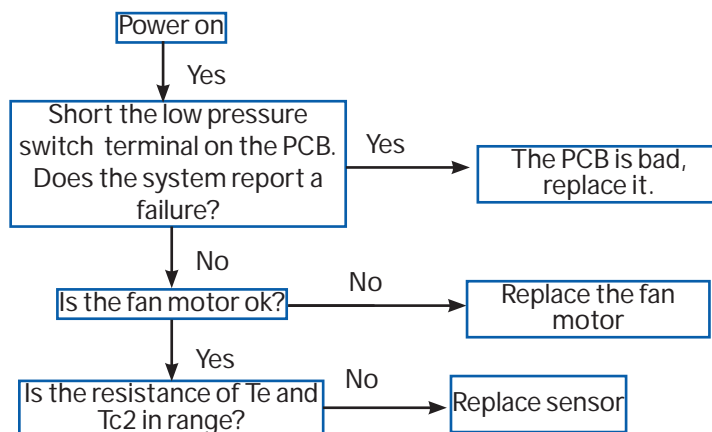 Power on
Yes
Short the low pressure
switch terminal on the PCB.
Does the system report a
failure?
Yes
The PCB is bad,
replace it.
No
Is the fan motor ok?
No
Replace the fan
motor
Yes
Is the resistance of Te and
Tc2 in range?
No
Replace sensor